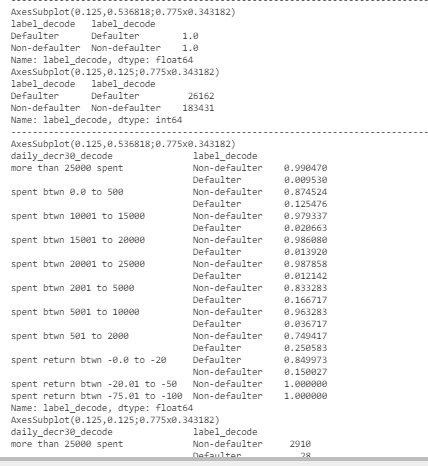 --------------------------------------------------------------------------------
AxesSubplot(0.125,0.536818;0.775x0.343182)
label_decode   label_decode
Defaulter      Defaulter       1.0
Non-defaulter  Non-defaulter   1.0
Name: label_decode, dtype: float64
AxesSubplot(0.125,0.125;0.775x0.343182)
label_decode   label_decode
Defaulter      Defaulter        26162
Non-defaulter  Non-defaulter   183431
Name: label_decode, dtype: int64
--------------------------------------------------------------------------------
AxesSubplot(0.125,0.536818;0.775x0.343182)
daily_decr30_decode            label_decode
more than 25000 spent          Non-defaulter   0.990470
                               Defaulter       0.009530
spent btwn 0.0 to 500          Non-defaulter   0.874524
                               Defaulter       0.125476
spent btwn 10001 to 15000      Non-defaulter   0.979337
                               Defaulter       0.020663
spent btwn 15001 to 20000      Non-defaulter   0.986080
                               Defaulter       0.013920
spent btwn 20001 to 25000      Non-defaulter   0.987858
                               Defaulter       0.012142
spent btwn 2001 to 5000        Non-defaulter   0.833283
                               Defaulter       0.166717
spent btwn 5001 to 10000       Non-defaulter   0.963283
                               Defaulter       0.036717
spent btwn 501 to 2000         Non-defaulter   0.749417
                               Defaulter       0.250583
spent return btwn -0.0 to -20  Defaulter       0.849973
                               Non-defaulter   0.150027
spent return btwn -20.01 to -50  Non-defaulter   1.000000
spent return btwn -75.01 to -100  Non-defaulter   1.000000
Name: label_decode, dtype: float64
AxesSubplot(0.125,0.125;0.775x0.343182)
daily_decr30_decode            label_decode
more than 25000 spent          Non-defaulter    2910
                               Defaulter          28